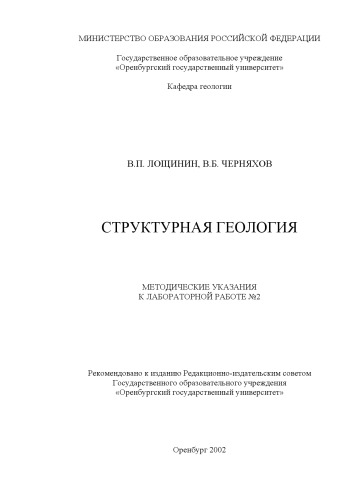 МИНИСТЕРСТВО ОБРАЗОВАНИЯ РОССИЙСКОЙ ФЕДЕРАЦИИ
Государственное образовательное учреждение
«Оренбургский государственный университет»
Кафедра геологии
В.П. ЛОЩИНИН, В.Б. ЧЕРНЯХОВ
СТРУКТУРНАЯ ГЕОЛОГИЯ
МЕТОДИЧЕСКИЕ УКАЗАНИЯ
К ЛАБОРАТОРНОЙ РАБОТЕ №2
Рекомендовано к изданию Редакционно-издательским советом
Государственного образовательного учреждения
«Оренбургский государственный университет»
Оренбург 2002